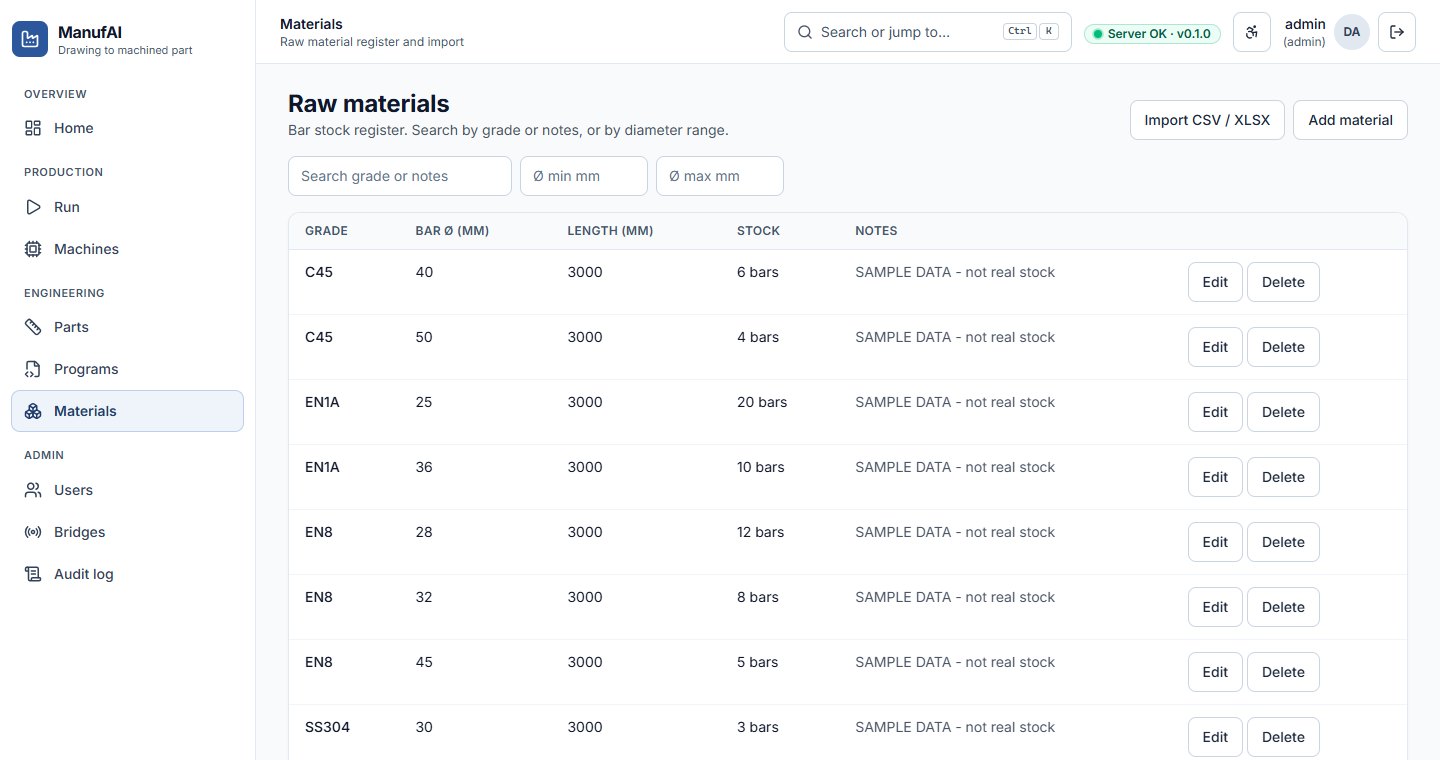 ManufAI
Drawing to machined part
OVERVIEW
Home
PRODUCTION
Run
Machines
ENGINEERING
Parts
Programs
Materials
ADMIN
Users
Bridges
Audit log
Materials
Raw material register and import
Search or jump to... Ctrl K
Server OK · v0.1.0
admin
(admin)
DA
Raw materials
Bar stock register. Search by grade or notes, or by diameter range.
Import CSV / XLSX Add material
Search grade or notes Ø min mm Ø max mm
GRADE BAR Ø (MM) LENGTH (MM) STOCK NOTES
C45 40 3000 6 bars SAMPLE DATA - not real stock Edit Delete
C45 50 3000 4 bars SAMPLE DATA - not real stock Edit Delete
EN1A 25 3000 20 bars SAMPLE DATA - not real stock Edit Delete
EN1A 36 3000 10 bars SAMPLE DATA - not real stock Edit Delete
EN8 28 3000 12 bars SAMPLE DATA - not real stock Edit Delete
EN8 32 3000 8 bars SAMPLE DATA - not real stock Edit Delete
EN8 45 3000 5 bars SAMPLE DATA - not real stock Edit Delete
SS304 30 3000 3 bars SAMPLE DATA - not real stock Edit Delete